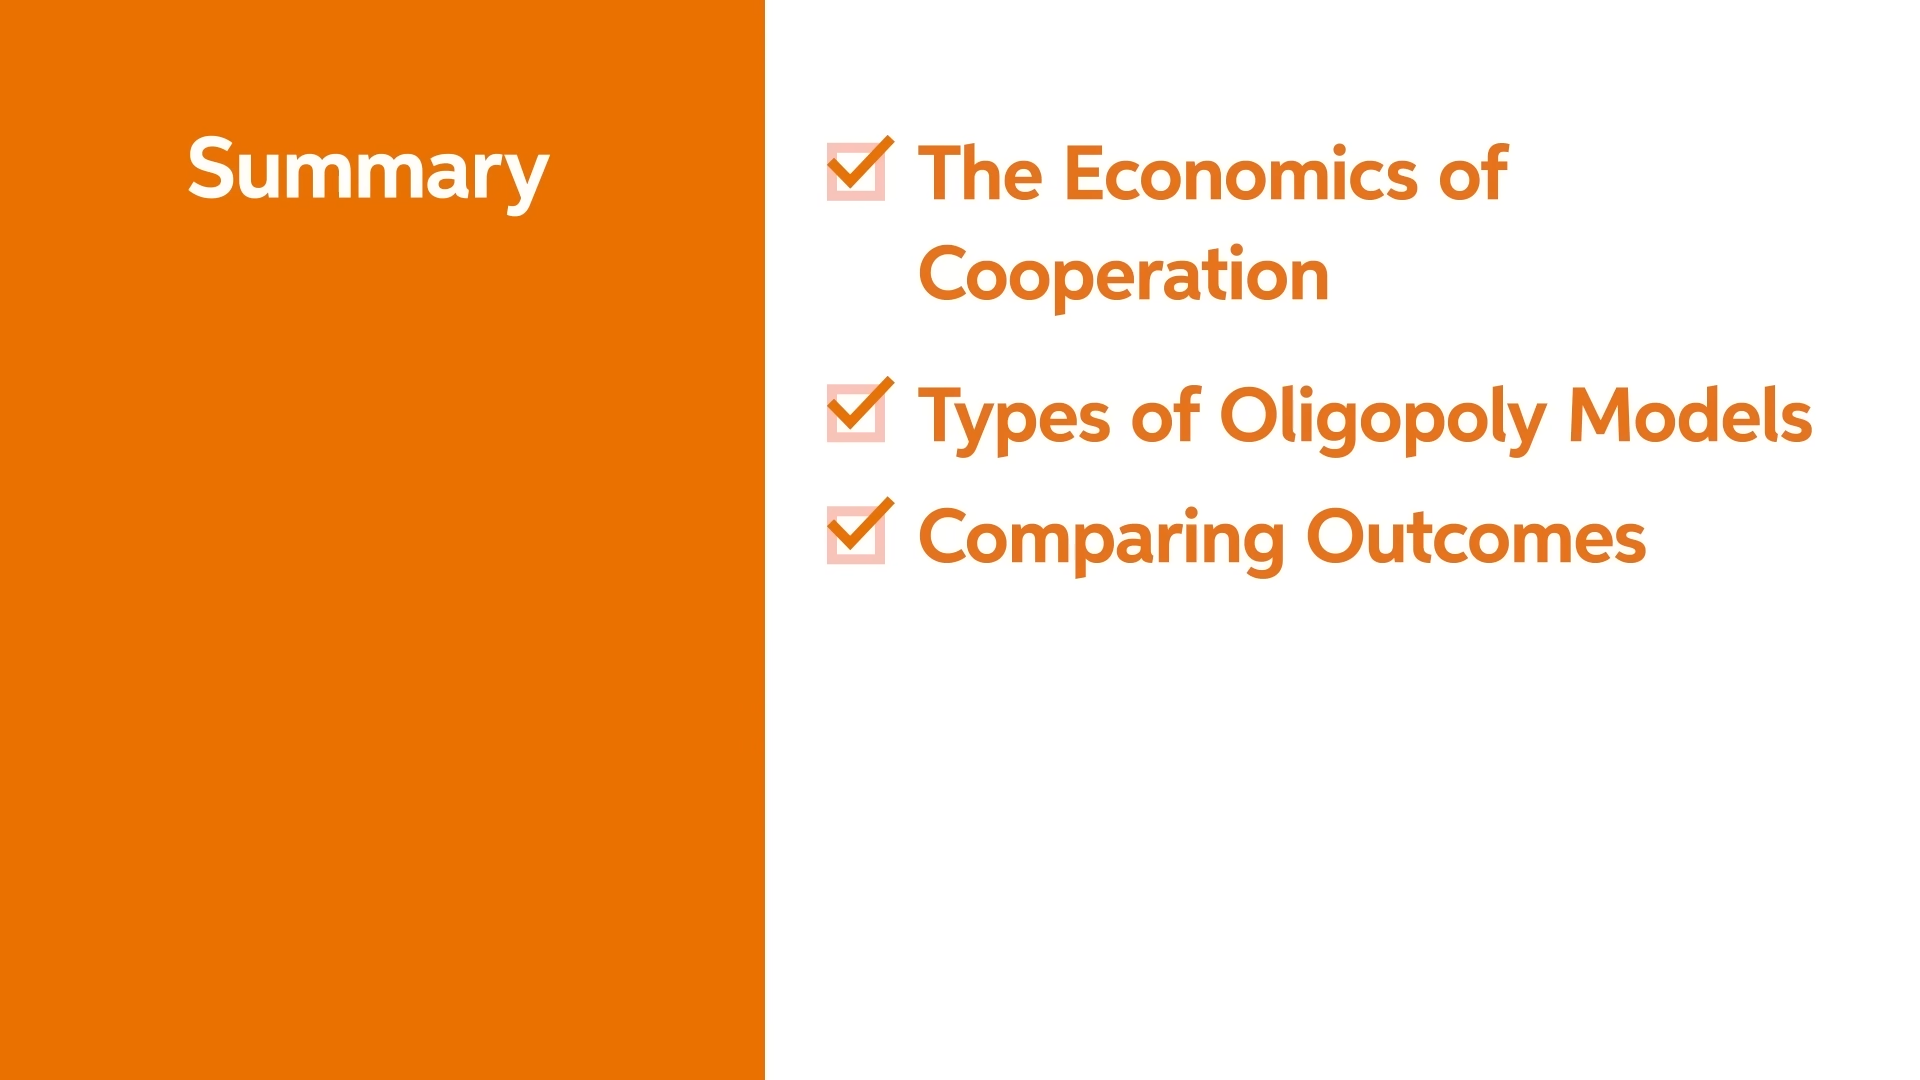 Summary
The Economics of
Cooperation
Types of Oligopoly Models
Comparing Outcomes